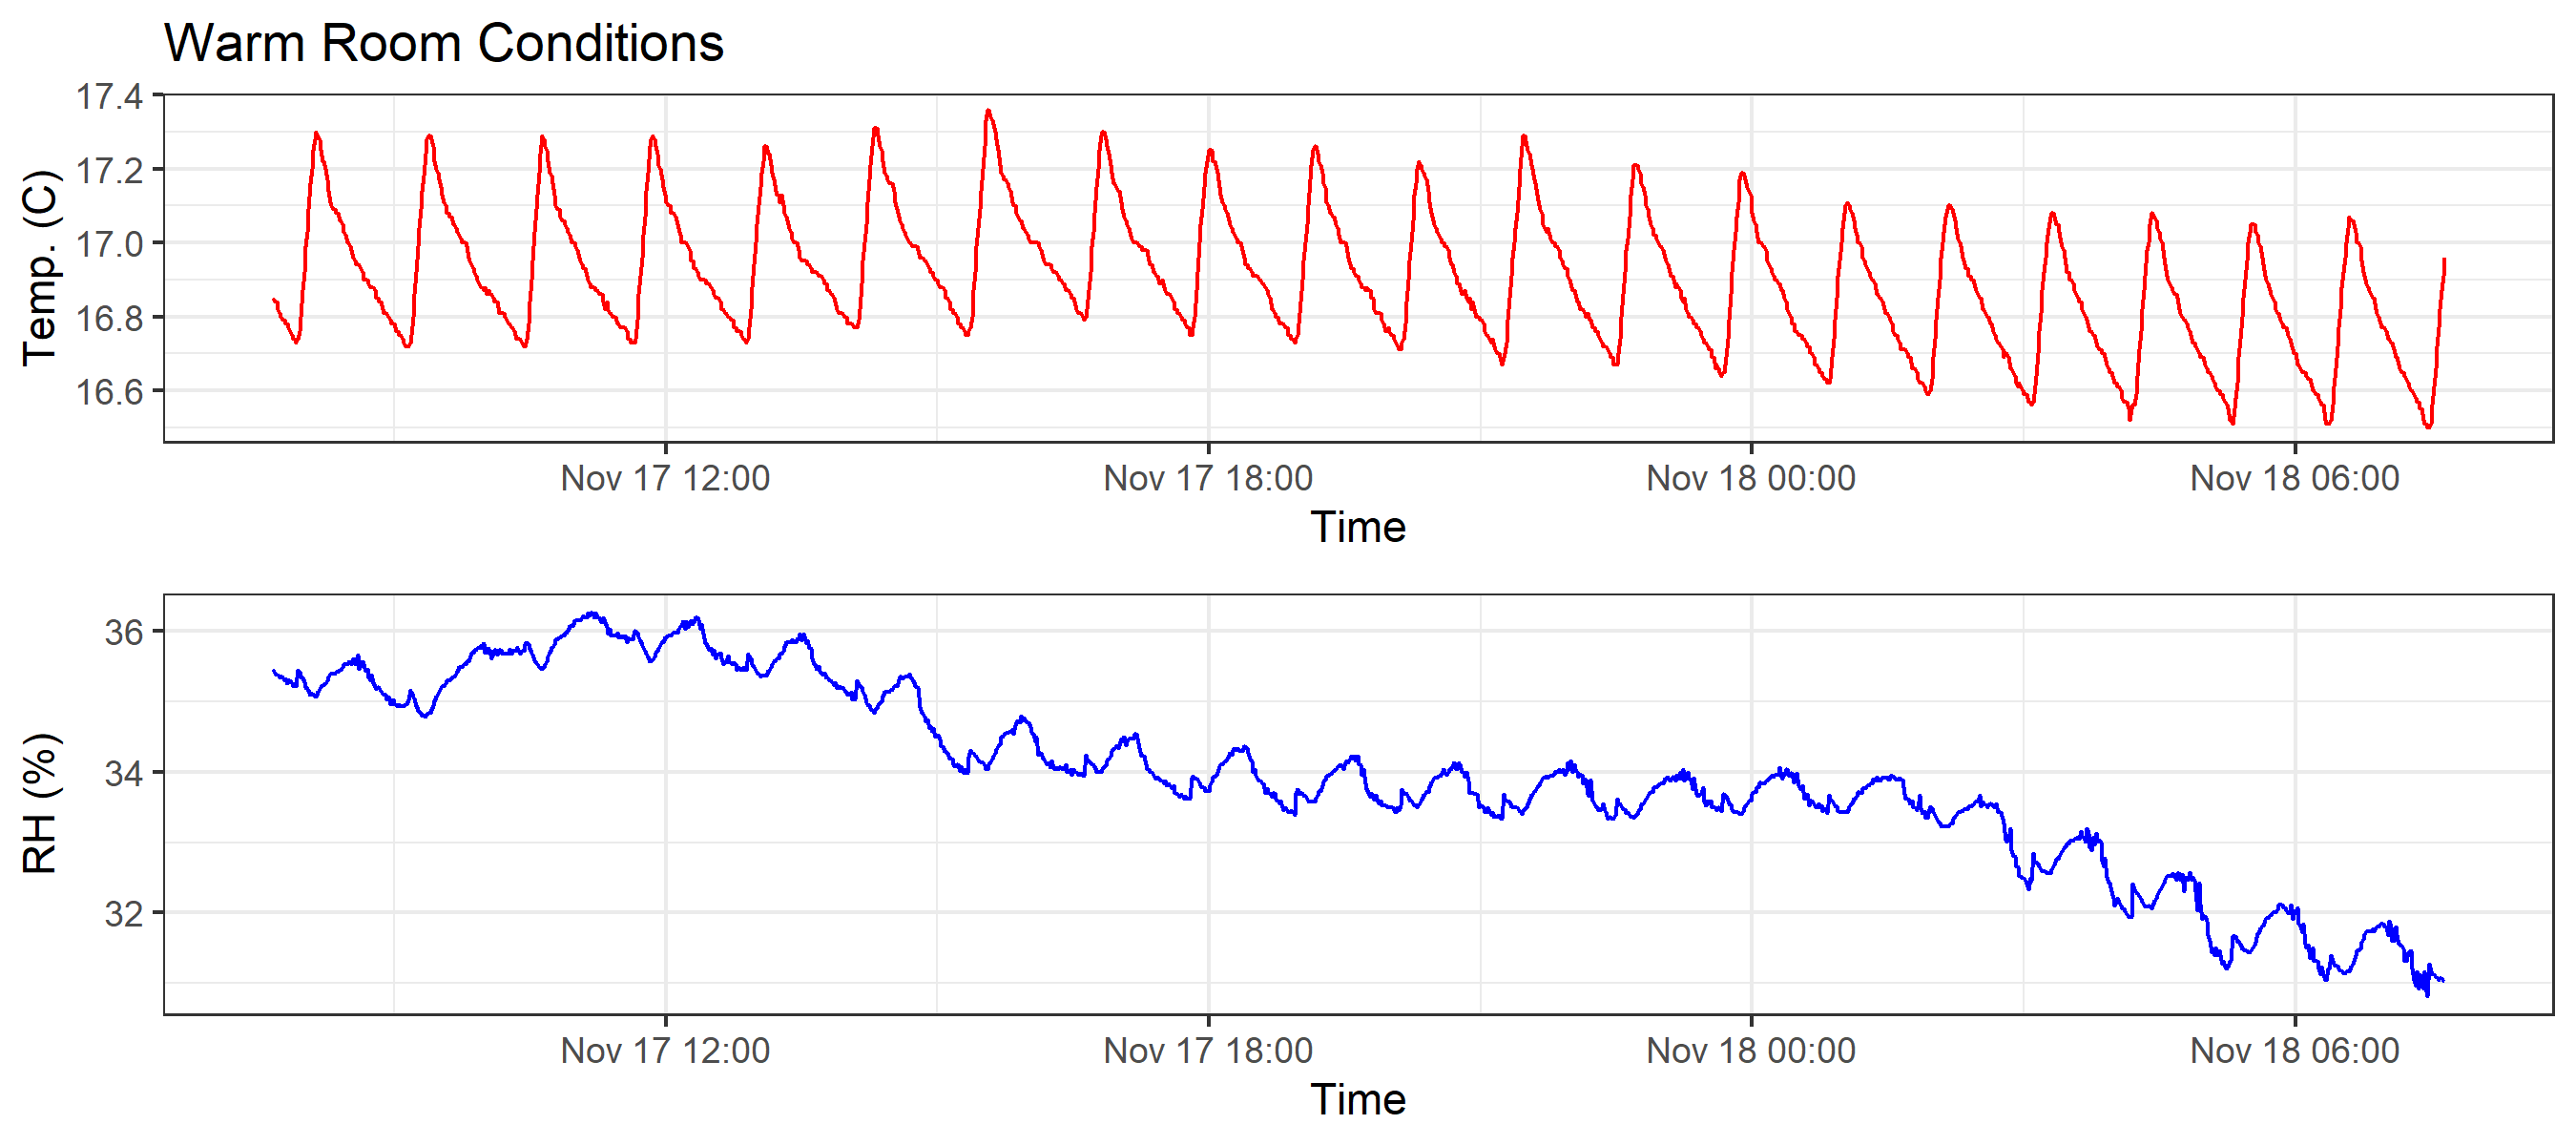 Warm Room Conditions
17.4
17.2
17.0
16.8
16.6
Temp. (C)
Nov 17 12:00 Nov 17 18:00 Nov 18 00:00 Nov 18 06:00
Time
36
34
32
RH (%)
Nov 17 12:00 Nov 17 18:00 Nov 18 00:00 Nov 18 06:00
Time